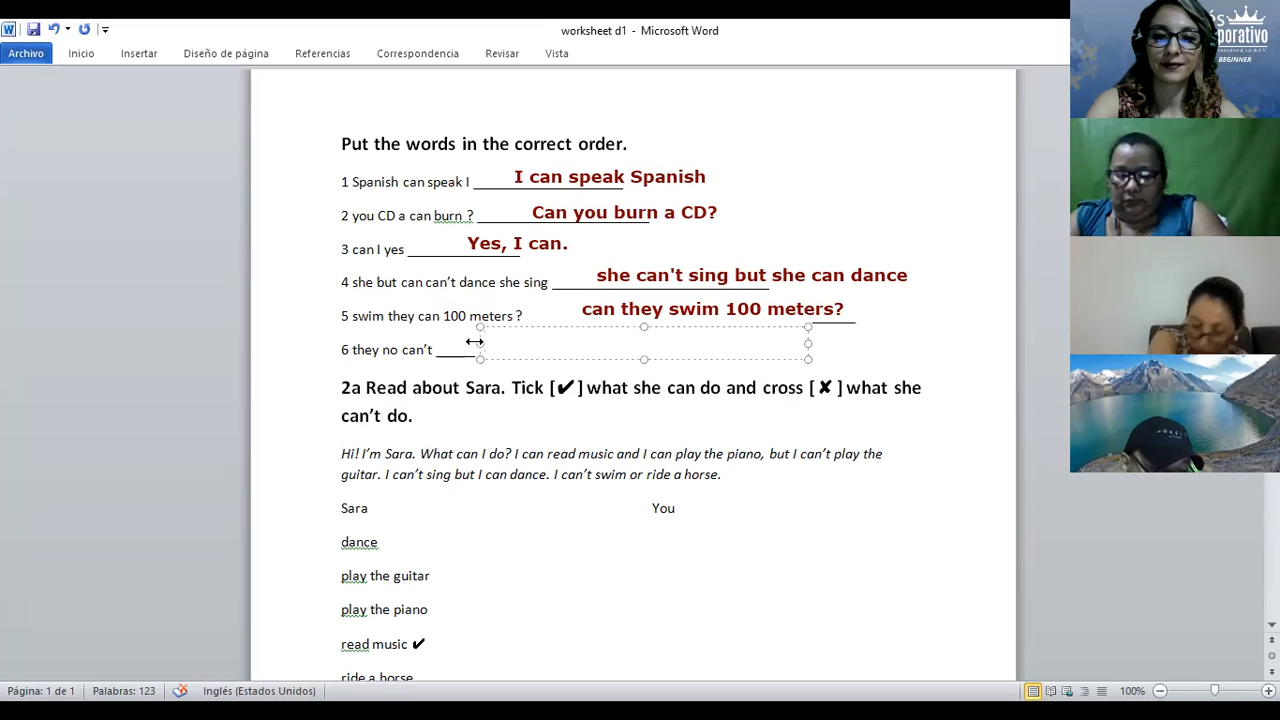 worksheet d1 - Microsoft Word
Archivo Inicio Insertar Diseño de página Referencias Correspondencia Revisar Vista
Put the words in the correct order.
1 Spanish can speak I ________ I can speak Spanish
2 you CD a can burn ? ________ Can you burn a CD?
3 can I yes ________ Yes, I can.
4 she but can can't dance she sing ________ she can't sing but she can dance
5 swim they can 100 meters ? can they swim 100 meters? ____
6 they no can't ____
2a Read about Sara. Tick [✔] what she can do and cross [ ✘ ] what she
can't do.
Hi! I'm Sara. What can I do? I can read music and I can play the piano, but I can't play the
guitar. I can't sing but I can dance. I can't swim or ride a horse.
Sara You
dance
play the guitar
play the piano
read music ✔
ride a horse
Página: 1 de 1 Palabras: 123 Inglés (Estados Unidos) 100%
BEGINNER